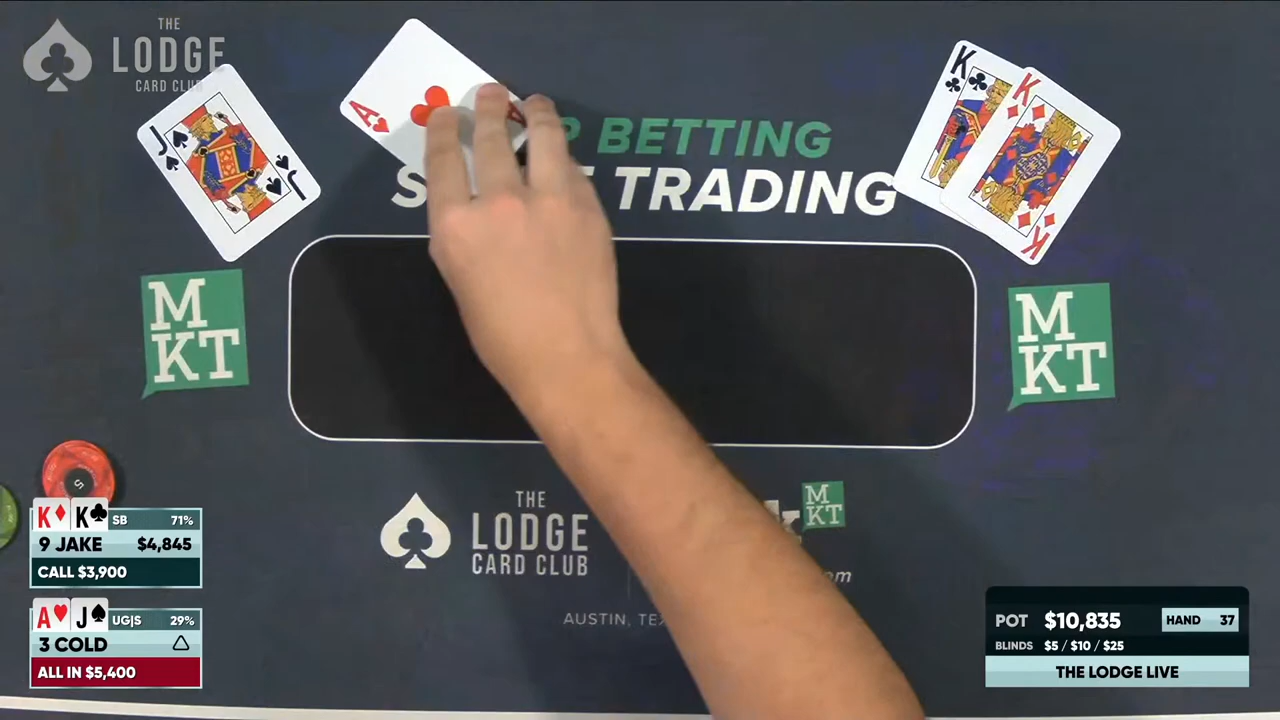 THE
LODGE
CARD CLUB
J
J
A
A
K
K
K
BETTING
TRADING
M
KT
M
KT
5
K K SB 71%
9 JAKE $4,845
CALL $3,900
A J UG|S 29%
3 COLD
ALL IN $5,400
THE
LODGE
CARD CLUB
M
KT
AUSTIN,
POT $10,835 HAND 37
BLINDS $5 / $10 / $25
THE LODGE LIVE